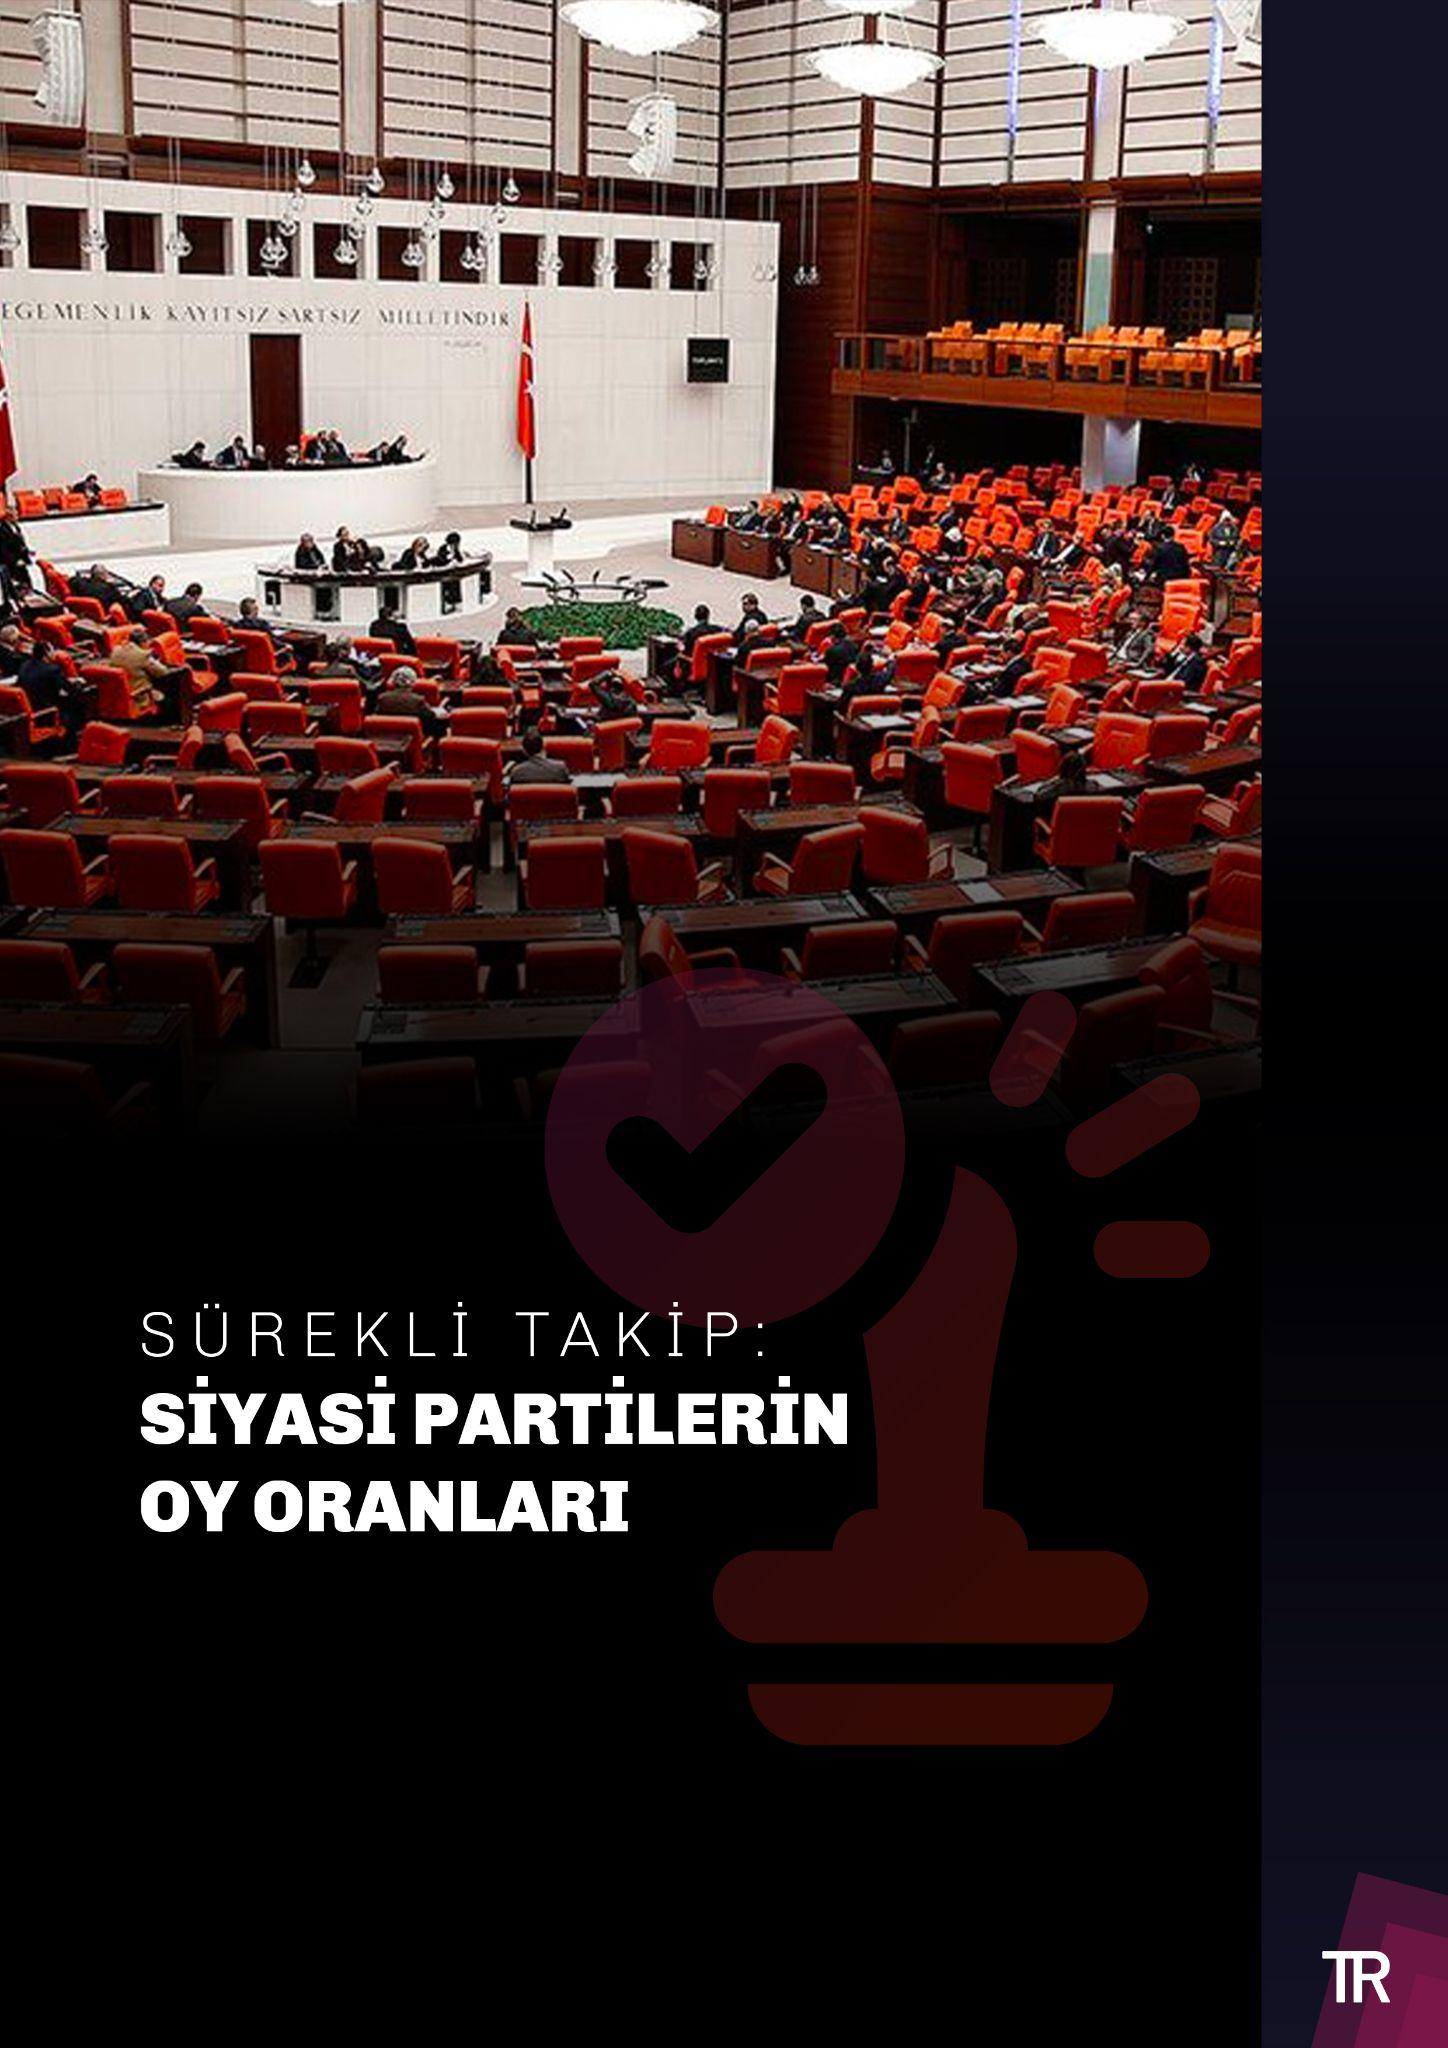 EGEMENLİK KAYITSIZ ŞARTSIZ MİLLETİNDİR
SÜREKLİ TAKİP:
SİYASİ PARTİLERİN
OY ORANLARI
TR